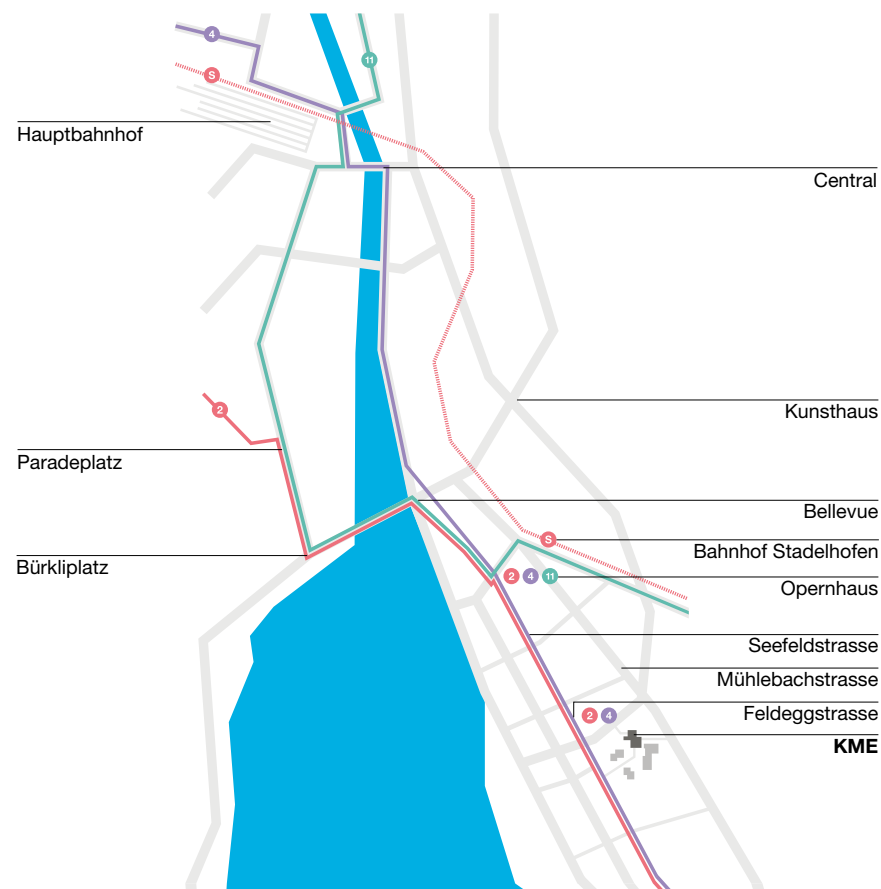 4
11
S
Hauptbahnhof
Central
2
Kunsthaus
Paradeplatz
Bellevue
S
Bahnhof Stadelhofen
Bürkliplatz
2 4 11
Opernhaus
Seefeldstrasse
Mühlebachstrasse
2 4
Feldeggstrasse
KME